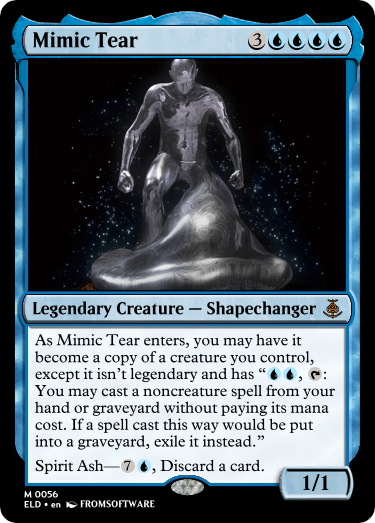 Mimic Tear 3
Legendary Creature — Shapechanger
As Mimic Tear enters, you may have it
become a copy of a creature you control,
except it isn't legendary and has “ , :
You may cast a noncreature spell from your
hand or graveyard without paying its mana
cost. If a spell cast this way would be put
into a graveyard, exile it instead.”
Spirit Ash—7 , Discard a card.
1/1
M 0056
ELD • en FROMSOFTWARE